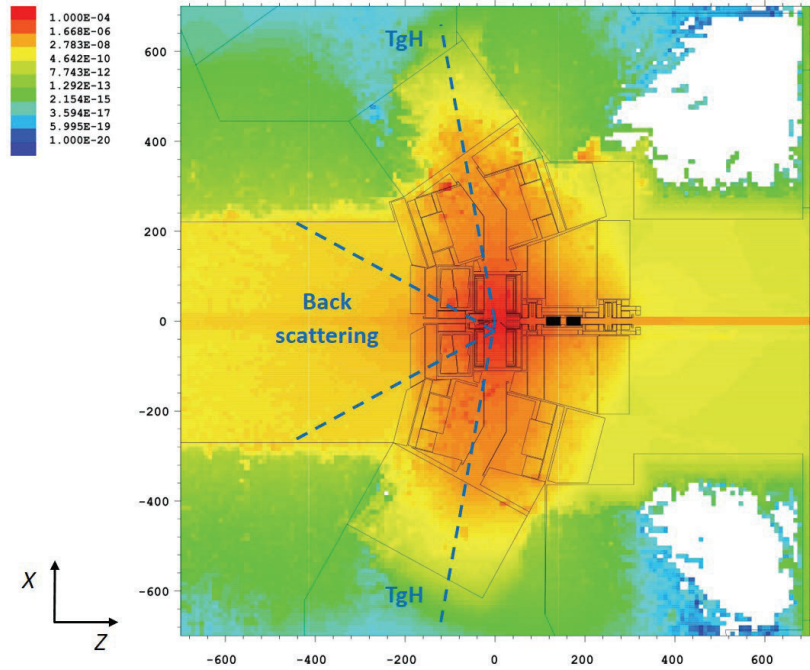 1.000E-04
1.668E-06
2.783E-08
4.642E-10
7.743E-12
1.292E-13
2.154E-15
3.594E-17
5.995E-19
1.000E-20
600
TgH
400
200
Back
scattering
0
-200
-400
TgH
-600
X
Z
-600 -400 -200 0 200 400 600